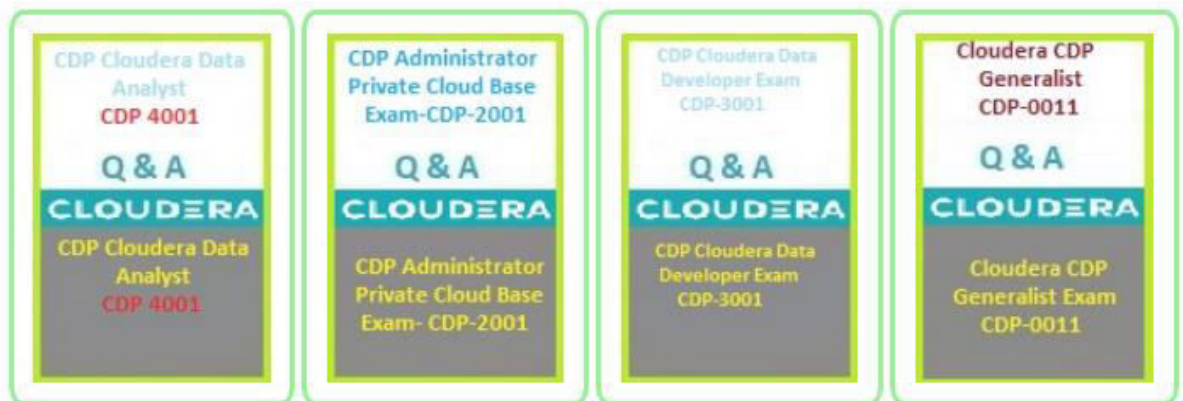 CDP Cloudera Data
Analyst
CDP 4001
Q & A
CLOUDERA
CDP Cloudera Data
Analyst
CDP 4001
CDP Administrator
Private Cloud Base
Exam-CDP-2001
Q & A
CLOUDERA
CDP Administrator
Private Cloud Base
Exam- CDP-2001
CDP Cloudera Data
Developer Exam
CDP-3001
Q & A
CLOUDERA
CDP Cloudera Data
Developer Exam
CDP-3001
Cloudera CDP
Generalist
CDP-0011
Q & A
CLOUDERA
Cloudera CDP
Generalist Exam
CDP-0011